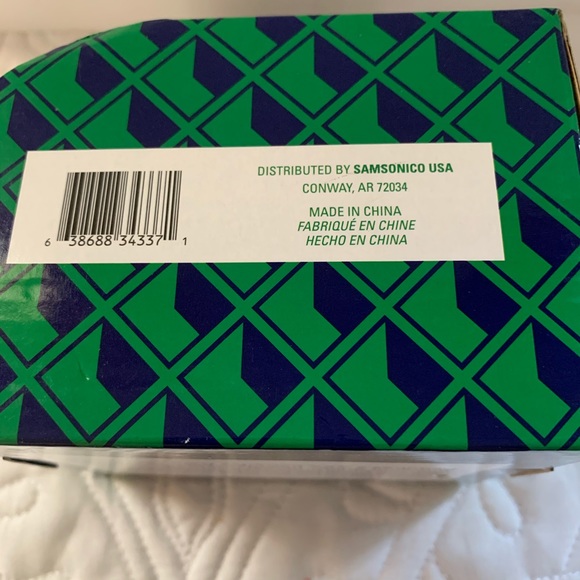 DISTRIBUTED BY SAMSONICO USA
CONWAY, AR 72034
MADE IN CHINA
FABRIQUÉ EN CHINE
HECHO EN CHINA
6 38688 34337 1